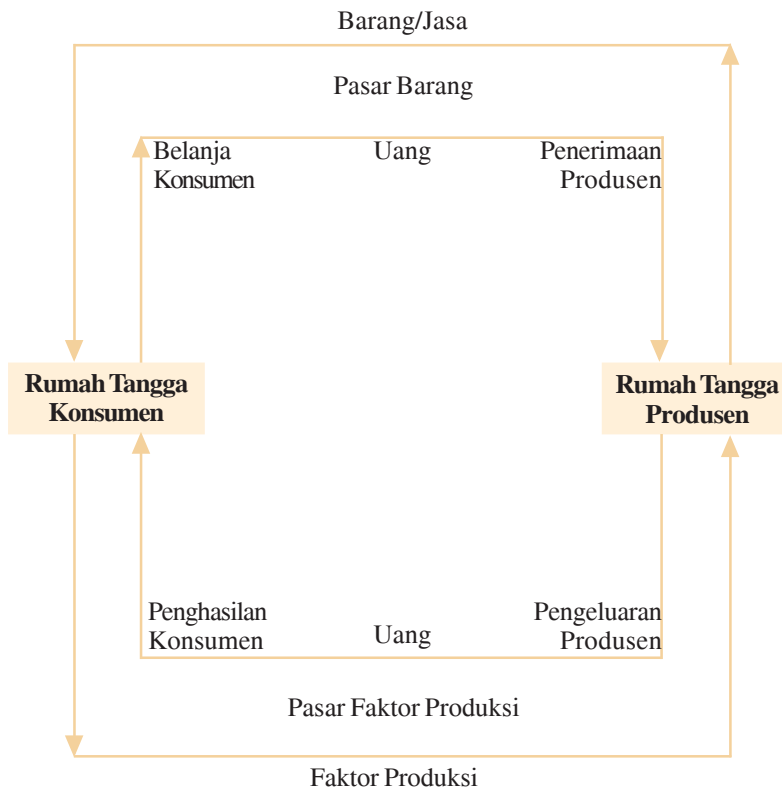 Barang/Jasa
Pasar Barang
Belanja
Konsumen
Uang
Penerimaan
Produsen
Rumah Tangga
Konsumen
Rumah Tangga
Produsen
Penghasilan
Konsumen
Uang
Pengeluaran
Produsen
Pasar Faktor Produksi
Faktor Produksi